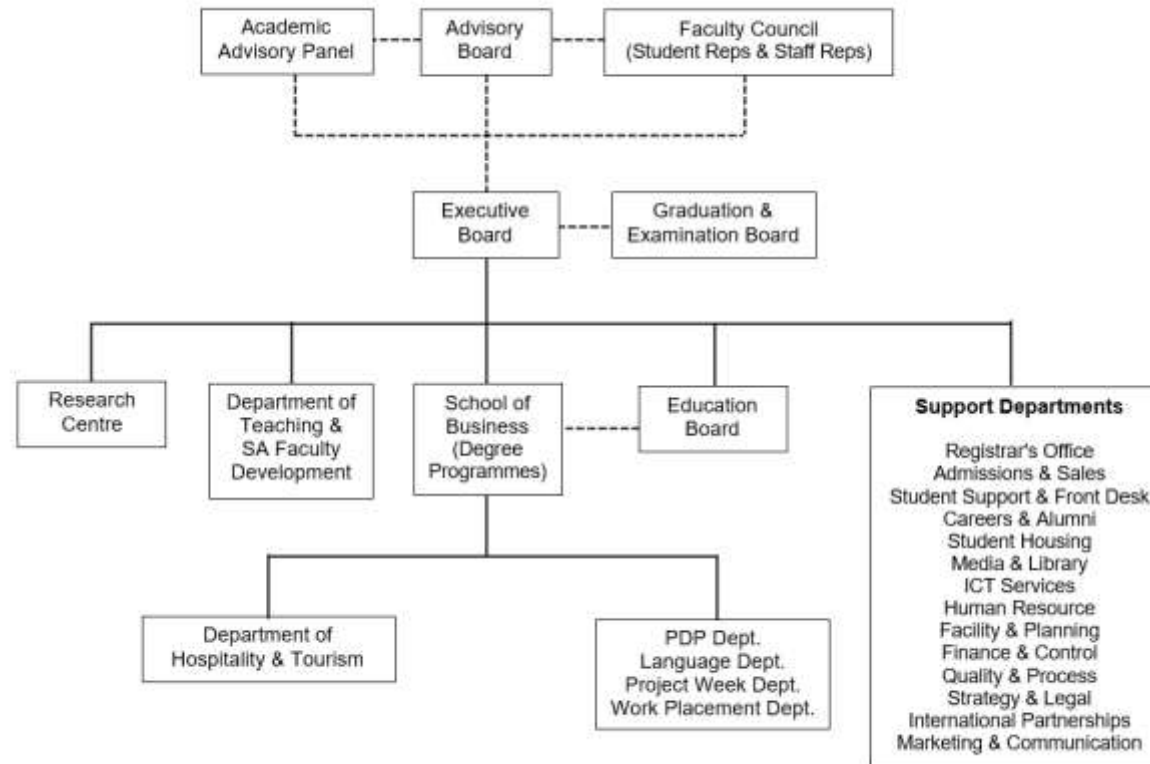 Academic
Advisory Panel
Advisory
Board
Faculty Council
(Student Reps & Staff Reps)
Executive
Board
Graduation &
Examination Board
Research
Centre
Department of
Teaching &
SA Faculty
Development
School of
Business
(Degree
Programmes)
Education
Board
Support Departments
Registrar's Office
Admissions & Sales
Student Support & Front Desk
Careers & Alumni
Student Housing
Media & Library
ICT Services
Human Resource
Facility & Planning
Finance & Control
Quality & Process
Strategy & Legal
International Partnerships
Marketing & Communication
Department of
Hospitality & Tourism
PDP Dept.
Language Dept.
Project Week Dept.
Work Placement Dept.